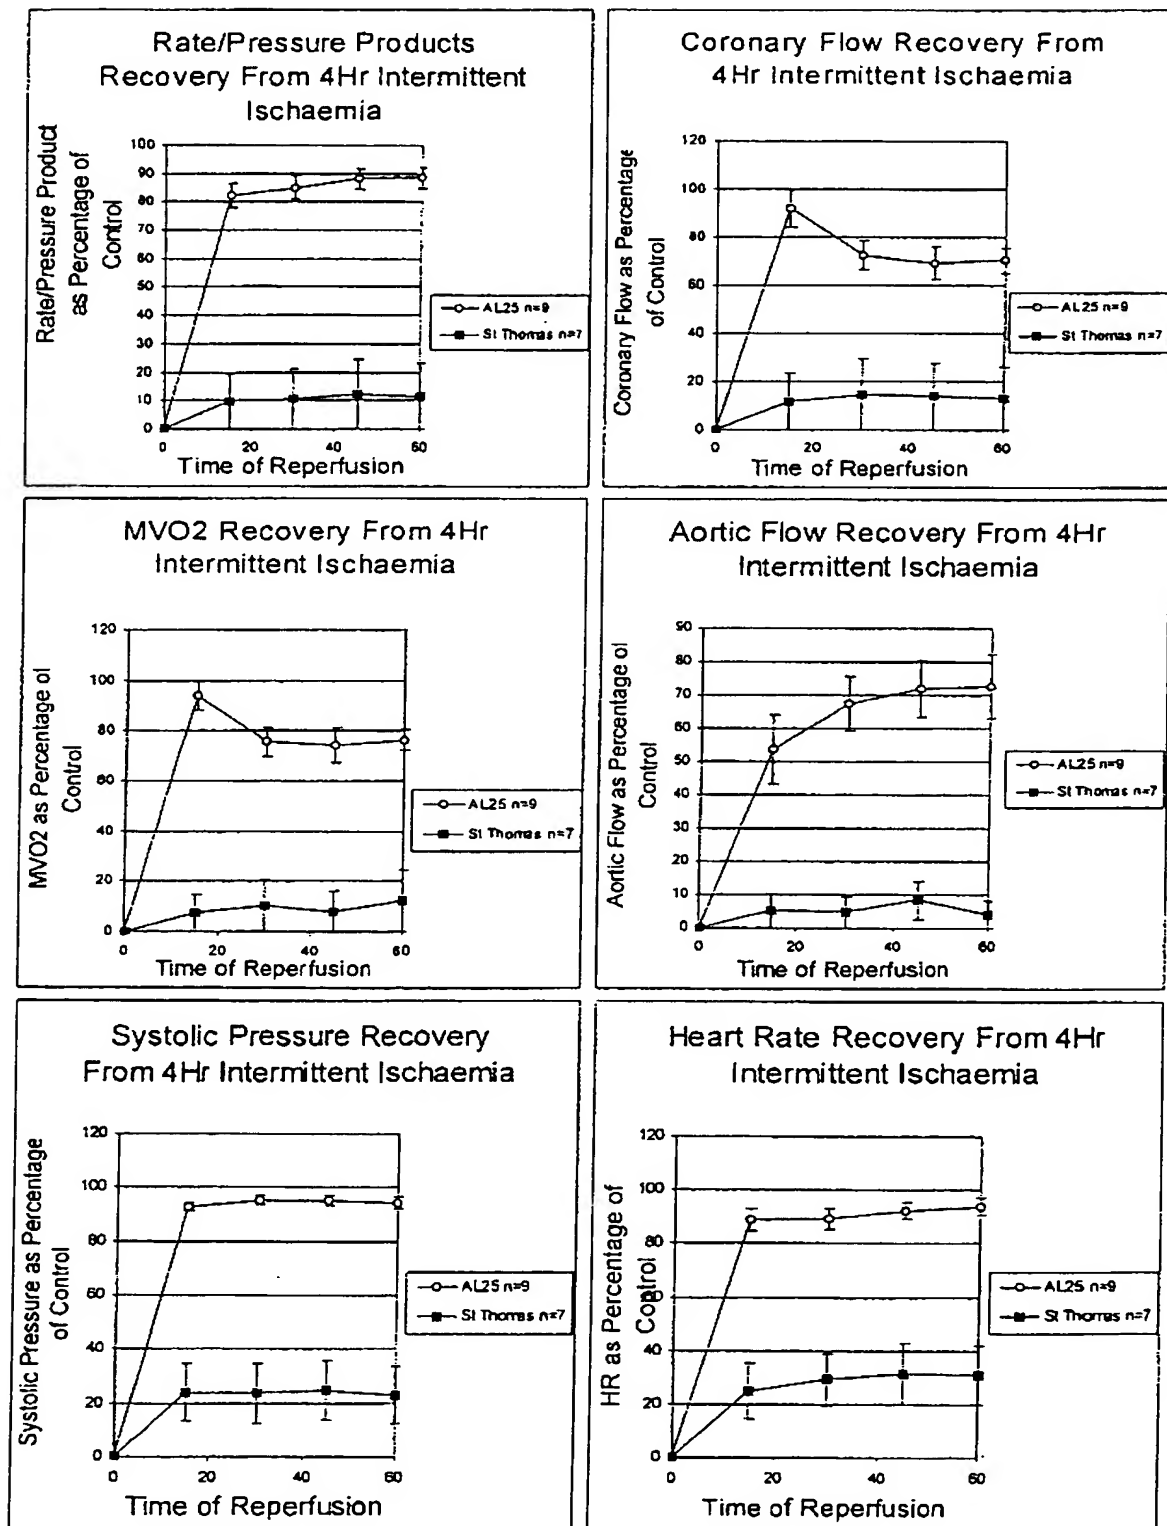 Rate/Pressure Products
Recovery From 4Hr Intermittent
Ischaemia
Rate/Pressure Product
as Percentage of
Control
100
90
80
70
60
50
40
30
20
10
0
0 20 40 60
Time of Reperfusion
AL25 n=9
St Thomas n=7
Coronary Flow Recovery From
4Hr Intermittent Ischaemia
Coronary Flow as Percentage
of Control
120
100
80
60
40
20
0
0 20 40 60
Time of Reperfusion
AL25 n=9
St Thomas n=7
MVO2 Recovery From 4Hr
Intermittent Ischaemia
MVO2 as Percentage of
Control
120
100
80
60
40
20
0
0 20 40 60
Time of Reperfusion
AL25 n=9
St Thomas n=7
Aortic Flow Recovery From 4Hr
Intermittent Ischaemia
Aortic Flow as Percentage of
Control
90
80
70
60
50
40
30
20
10
0
0 20 40 60
Time of Reperfusion
AL25 n=9
St Thomas n=7
Systolic Pressure Recovery
From 4Hr Intermittent Ischaemia
Systolic Pressure as Percentage
of Control
120
100
80
60
40
20
0
0 20 40 60
Time of Reperfusion
AL25 n=9
St Thomas n=7
Heart Rate Recovery From 4Hr
Intermittent Ischaemia
HR as Percentage of
Control
120
100
80
60
40
20
0
0 20 40 60
Time of Reperfusion
AL25 n=9
St Thomas n=7